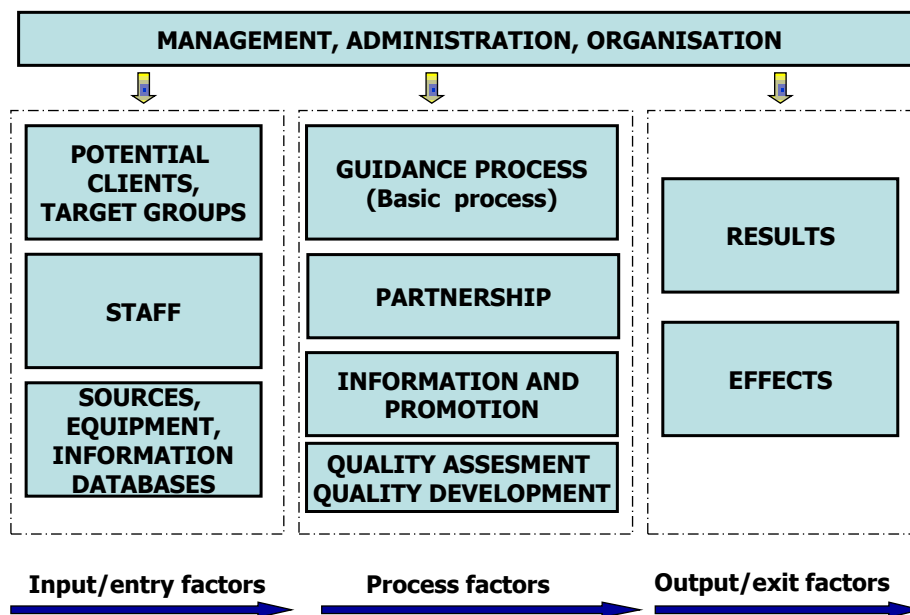 MANAGEMENT, ADMINISTRATION, ORGANISATION
POTENTIAL
CLIENTS,
TARGET GROUPS
STAFF
SOURCES,
EQUIPMENT,
INFORMATION
DATABASES
GUIDANCE PROCESS
(Basic process)
PARTNERSHIP
INFORMATION AND
PROMOTION
QUALITY ASSESMENT
QUALITY DEVELOPMENT
RESULTS
EFFECTS
Input/entry factors
Process factors
Output/exit factors